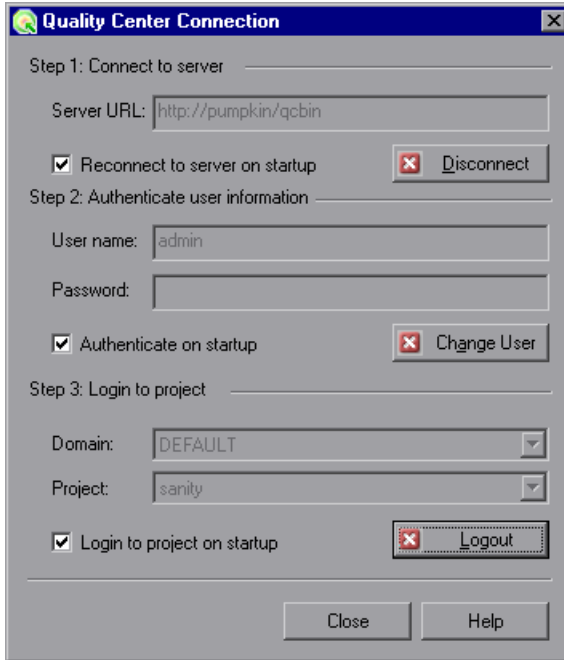 Quality Center Connection
Step 1: Connect to server
Server URL: http://pumpkin/qcbin
Reconnect to server on startup Disconnect
Step 2: Authenticate user information
User name: admin
Password:
Authenticate on startup Change User
Step 3: Login to project
Domain: DEFAULT
Project: sanity
Login to project on startup Logout
Close Help